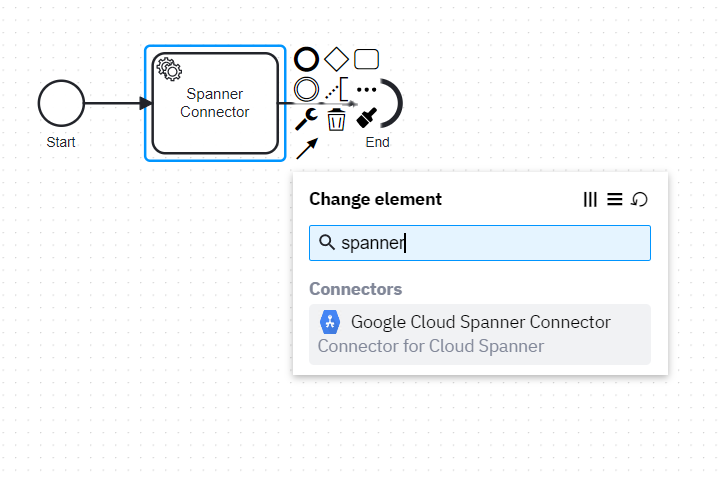 Spanner
Connector
Start
End
Change element
spanner
Connectors
Google Cloud Spanner Connector
Connector for Cloud Spanner